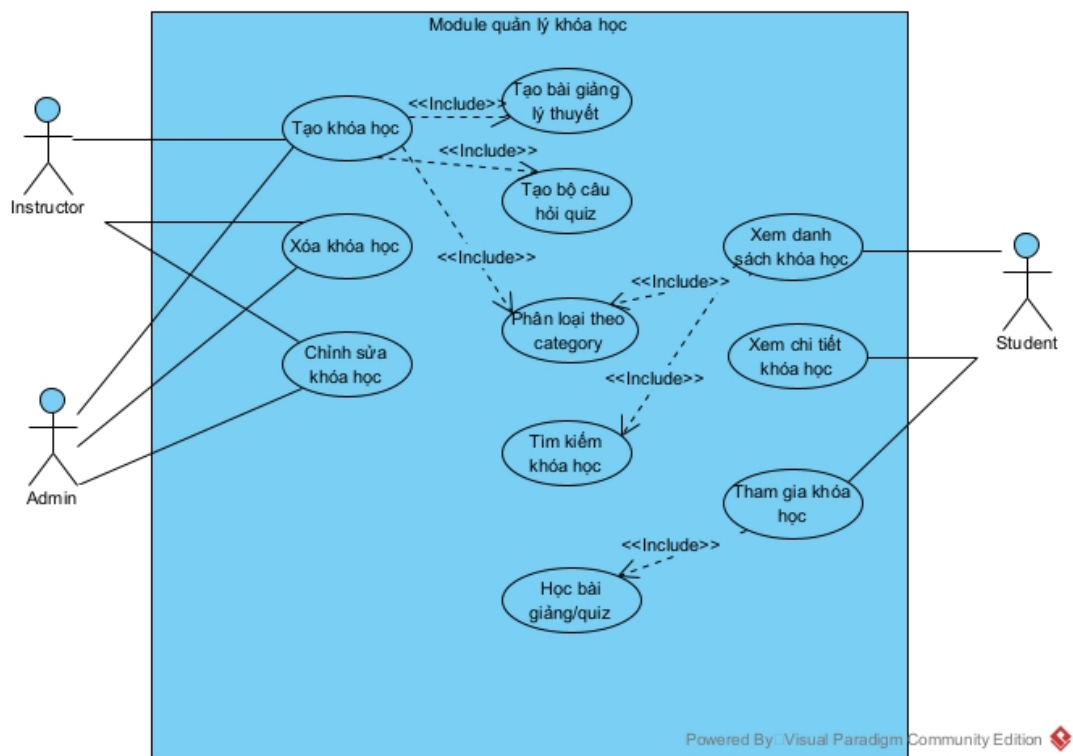 Module quản lý khóa học
Instructor
Tạo khóa học
<<Include>>
Tạo bài giảng
lý thuyết
<<Include>>
Tạo bộ câu
hỏi quiz
Xóa khóa học
<<Include>>
Xem danh
sách khóa học
<<Include>>
Student
Phân loại theo
category
Xem chi tiết
khóa học
Chỉnh sửa
khóa học
<<Include>>
Admin
Tìm kiếm
khóa học
Tham gia khóa
học
<<Include>>
Học bài
giảng/quiz
Powered By Visual Paradigm Community Edition